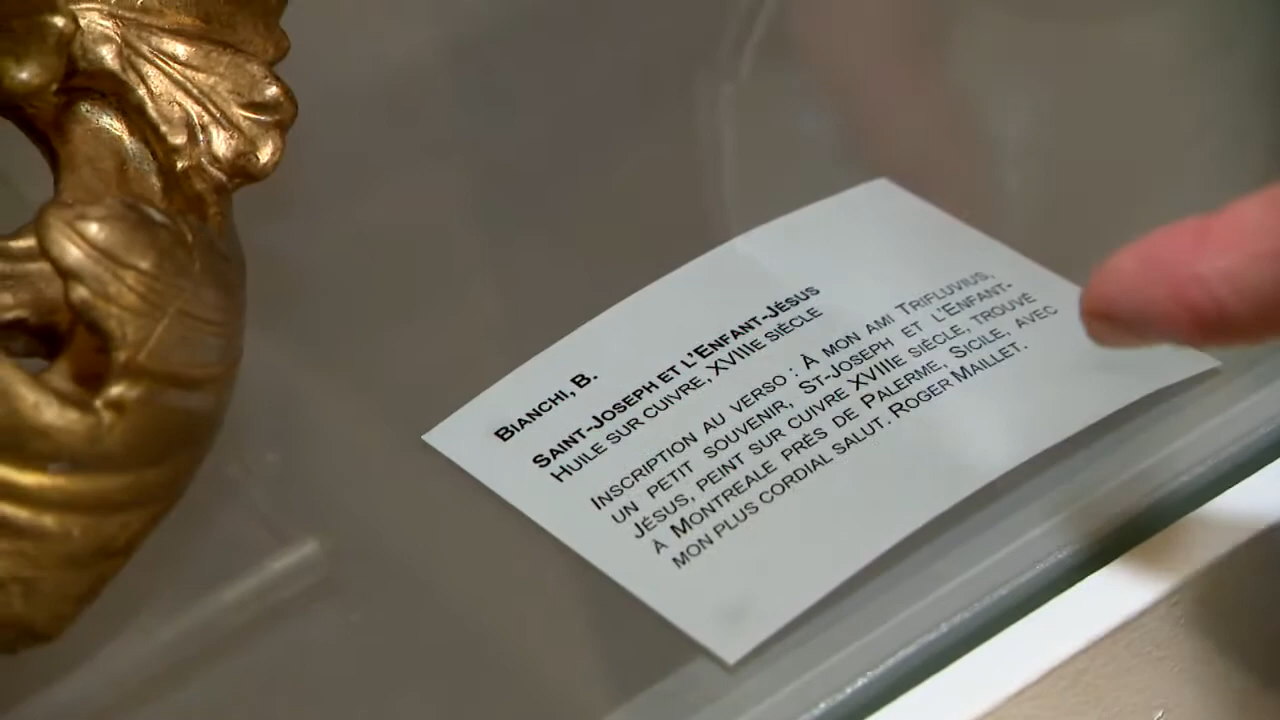 BIANCHI, B.
SAINT-JOSEPH ET L'ENFANT-JÉSUS
HUILE SUR CUIVRE, XVIIIE SIÈCLE
INSCRIPTION AU VERSO : À MON AMI TRIFLUVIUS,
UN PETIT SOUVENIR, ST-JOSEPH ET L'ENFANT-
JÉSUS, PEINT SUR CUIVRE XVIIIE SIÈCLE, TROUVÉ
À MONTREALE PRÈS DE PALERME, SICILE, AVEC
MON PLUS CORDIAL SALUT. ROGER MAILLET.